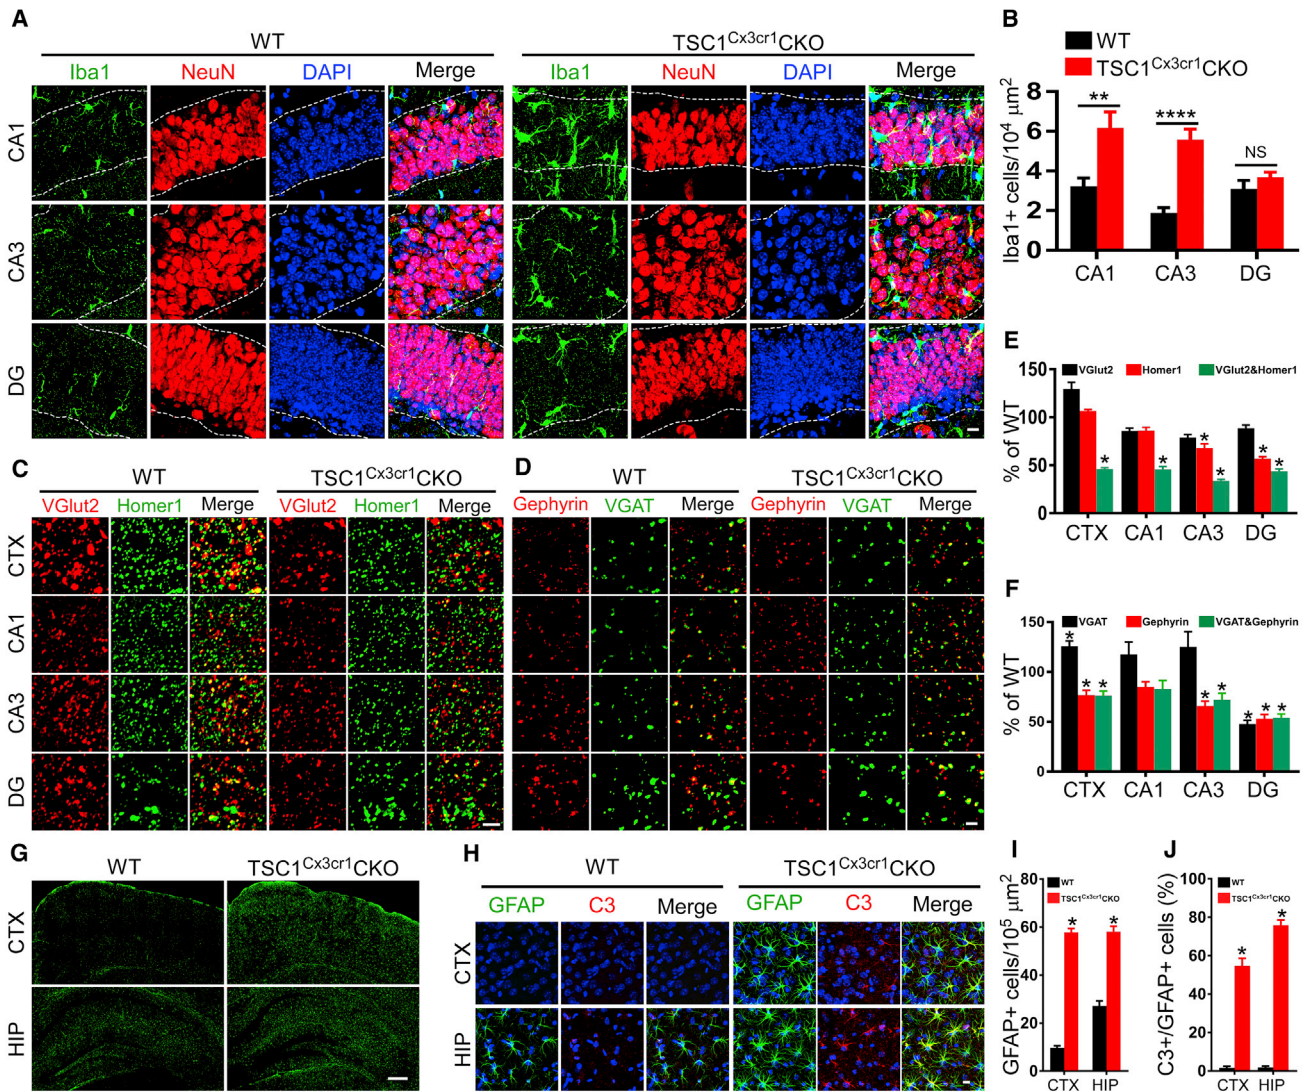 A
WT
TSC1Cx3cr1CKO
Iba1 NeuN DAPI Merge Iba1 NeuN DAPI Merge
CA1
CA3
DG
B
WT
TSC1Cx3cr1CKO
Iba1+ cells/10⁴ µm²
8
6
4
2
0
** **** NS
CA1 CA3 DG
C
WT
TSC1Cx3cr1CKO
VGlut2 Homer1 Merge VGlut2 Homer1 Merge
CTX
CA1
CA3
DG
D
WT
TSC1Cx3cr1CKO
Gephyrin VGAT Merge Gephyrin VGAT Merge
E
VGlut2 Homer1 VGlut2&Homer1
% of WT
150
100
50
0
* * * * * *
CTX CA1 CA3 DG
F
VGAT Gephyrin VGAT&Gephyrin
% of WT
150
100
50
0
* * * * * * * *
CTX CA1 CA3 DG
G
WT TSC1Cx3cr1CKO
CTX
HIP
H
WT TSC1Cx3cr1CKO
GFAP C3 Merge GFAP C3 Merge
CTX
HIP
I
WT
TSC1Cx3cr1CKO
GFAP+ cells/10⁵ µm²
80
60
40
20
0
* *
CTX HIP
J
WT
TSC1Cx3cr1CKO
C3+/GFAP+ cells (%)
100
80
60
40
20
0
* *
CTX HIP